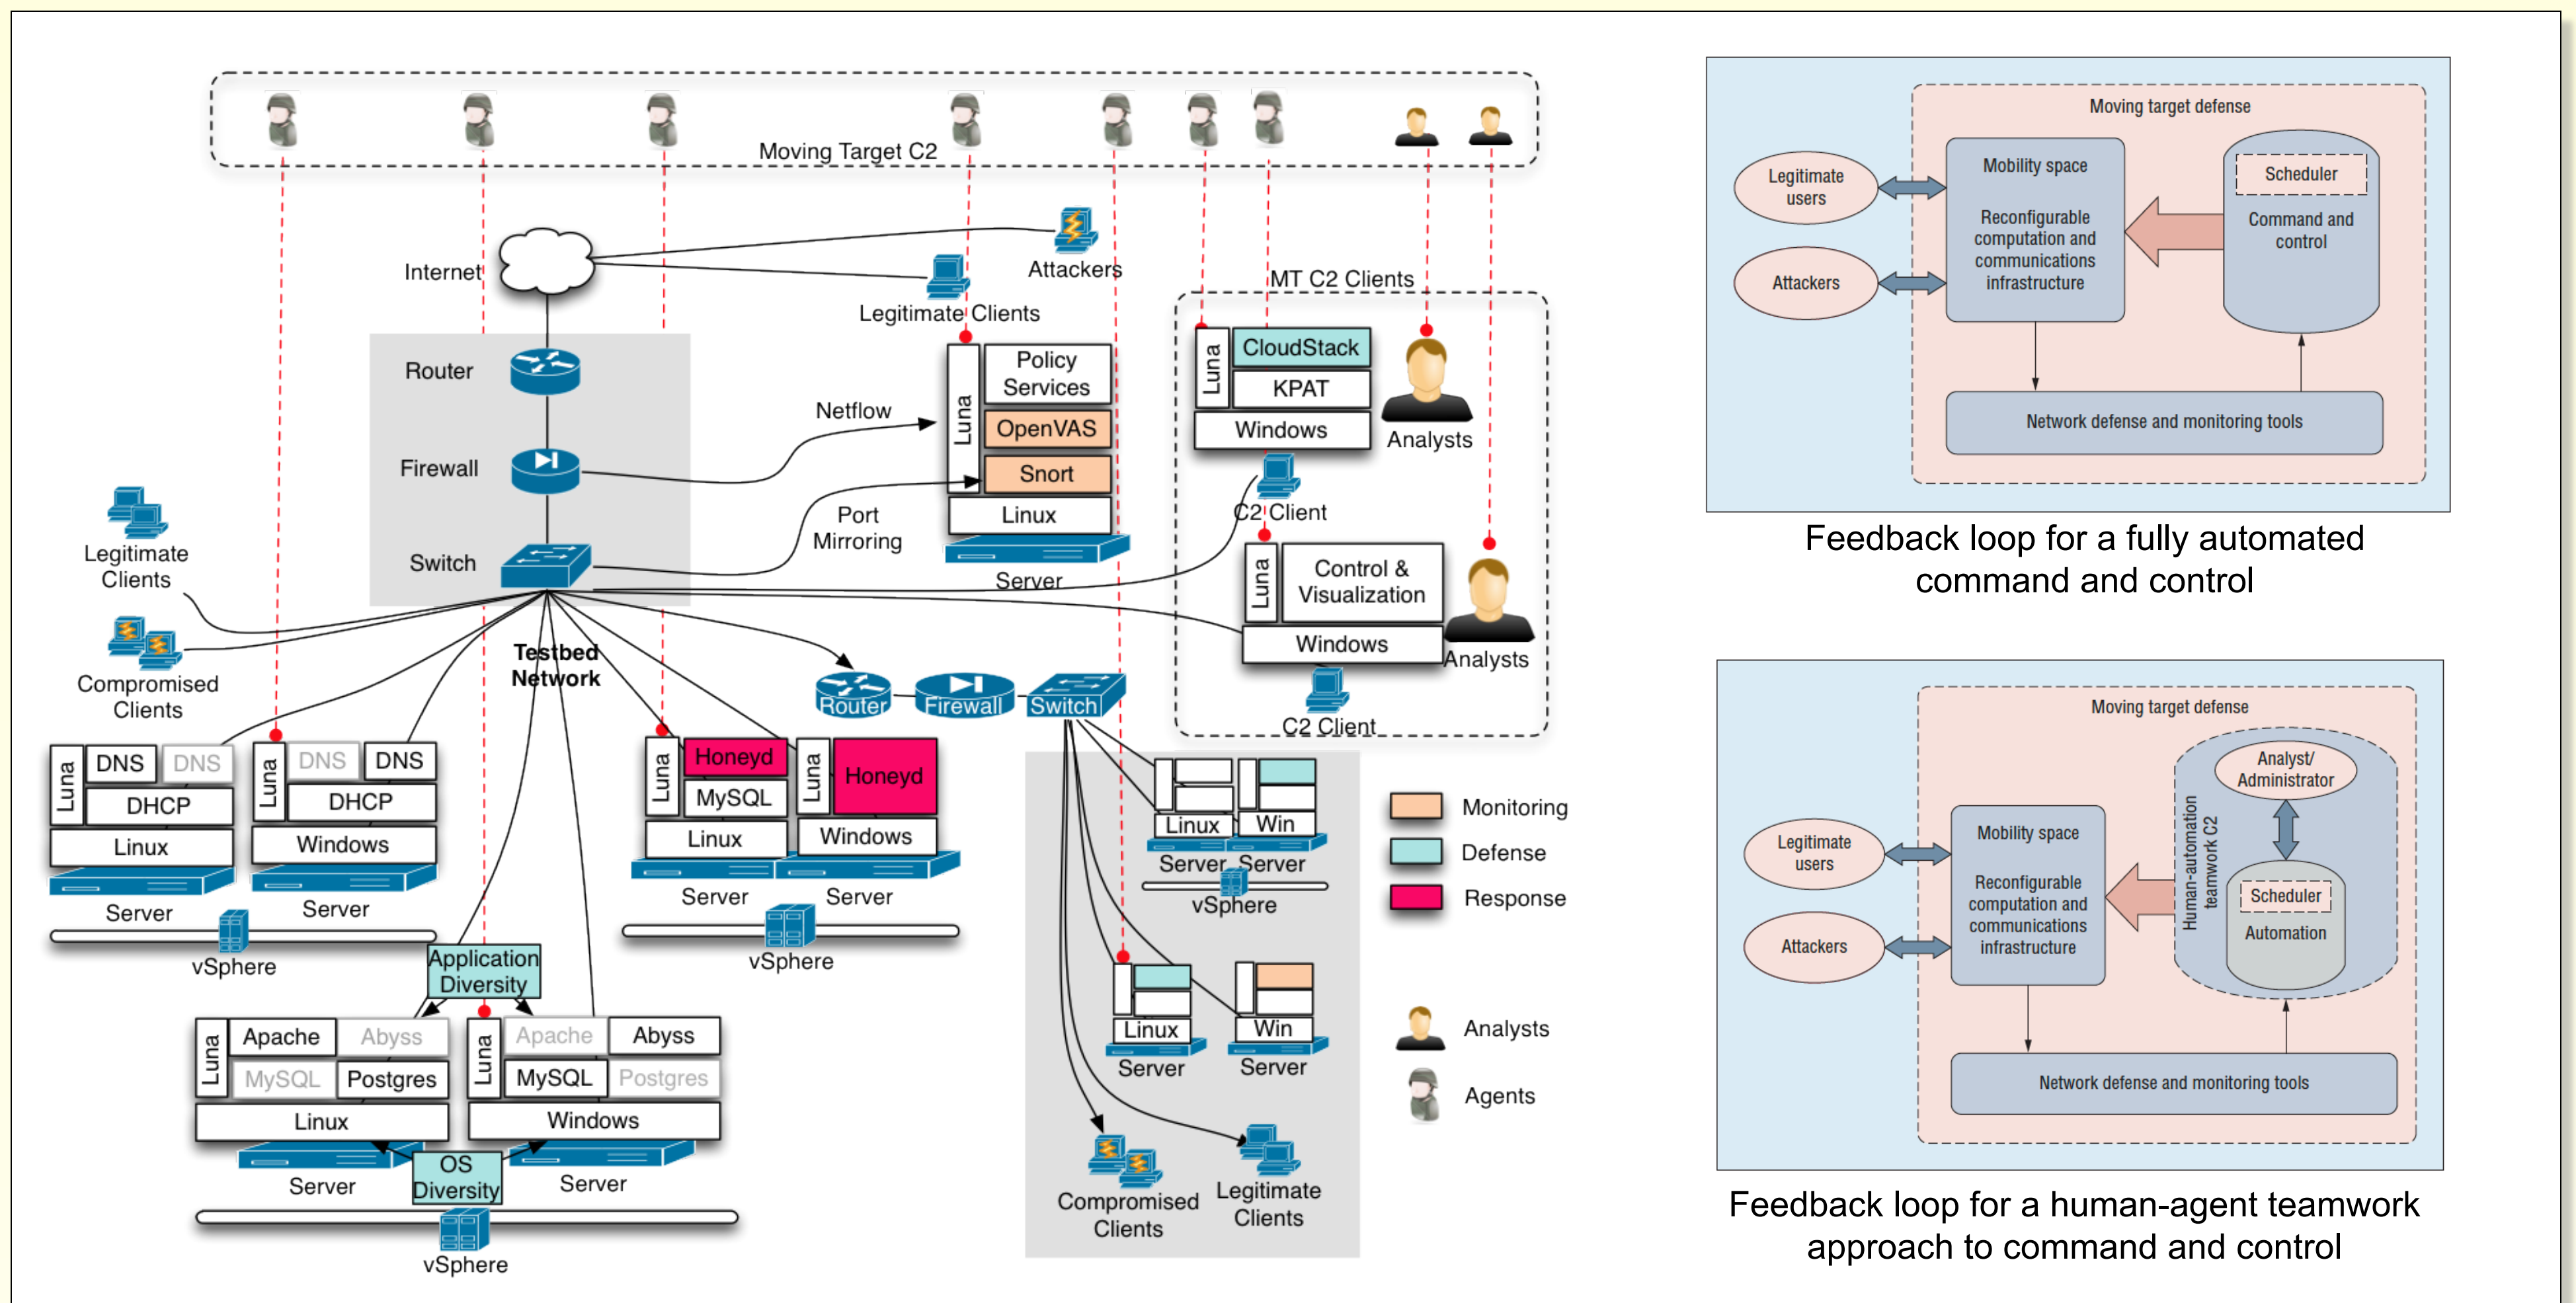 Moving Target C2
Internet
Attackers
Legitimate Clients
Router
Firewall
Switch
Netflow
Port
Mirroring
Luna
Policy
Services
OpenVAS
Snort
Linux
Server
MT C2 Clients
Luna
CloudStack
KPAT
Windows
Analysts
C2 Client
Luna
Control &
Visualization
Windows
Analysts
C2 Client
Legitimate
Clients
Compromised
Clients
Testbed
Network
Router
Firewall
Switch
Luna
DNS
DNS
DHCP
Linux
Server
Luna
DNS
DNS
DHCP
Windows
Server
vSphere
Luna
Honeyd
MySQL
Linux
Server
Luna
Honeyd
Windows
Server
vSphere
Application
Diversity
Luna
Apache
Abyss
MySQL
Postgres
Linux
Server
Luna
Apache
Abyss
MySQL
Postgres
Windows
Server
OS
Diversity
vSphere
Linux
Win
Server
Server
vSphere
Linux
Server
Win
Server
Compromised
Clients
Legitimate
Clients
Monitoring
Defense
Response
Analysts
Agents
Moving target defense
Legitimate
users
Attackers
Mobility space
Reconfigurable
computation and
communications
infrastructure
Scheduler
Command and
control
Network defense and monitoring tools
Feedback loop for a fully automated
command and control
Moving target defense
Legitimate
users
Attackers
Mobility space
Reconfigurable
computation and
communications
infrastructure
Human-automation
teamwork C2
Analyst/
Administrator
Scheduler
Automation
Network defense and monitoring tools
Feedback loop for a human-agent teamwork
approach to command and control